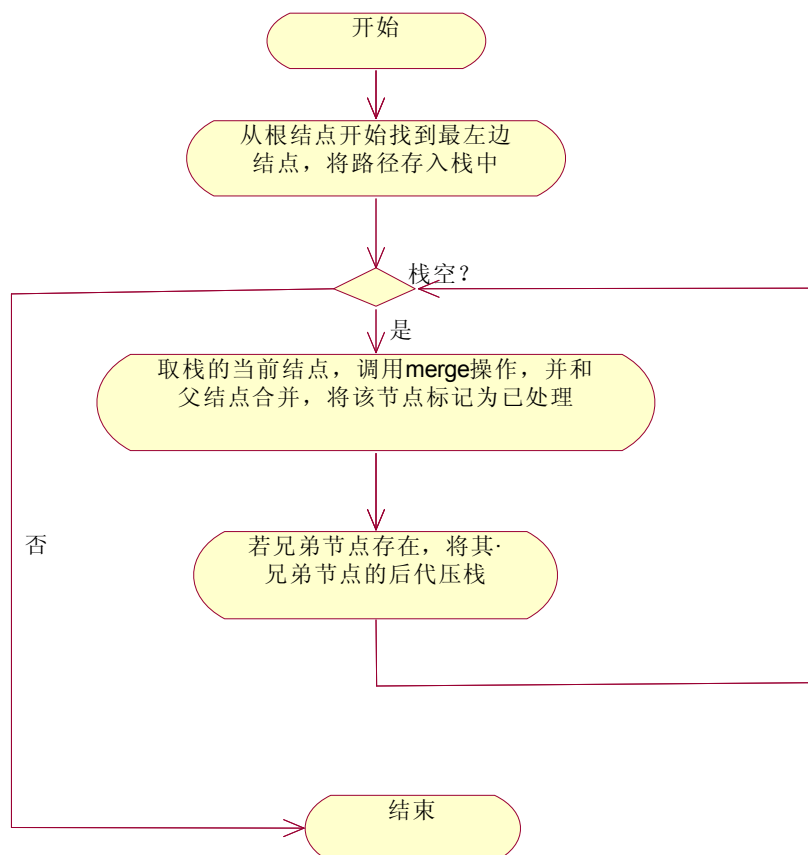 开始
从根结点开始找到最左边
结点，将路径存入栈中
栈空？
是
取栈的当前结点，调用merge操作，并和
父结点合并，将该节点标记为已处理
否
若兄弟节点存在，将其·
兄弟节点的后代压栈
结束